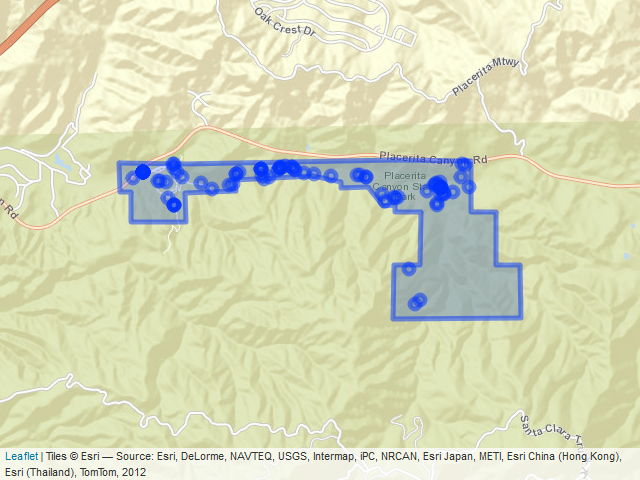 Oak Crest Dr
Placerita Mtwy
Placerita Canyon Rd
Placerita
Canyon State
Park
n Rd
Santa Clara Tr
Leaflet | Tiles © Esri — Source: Esri, DeLorme, NAVTEQ, USGS, Intermap, iPC, NRCAN, Esri Japan, METI, Esri China (Hong Kong),
Esri (Thailand), TomTom, 2012